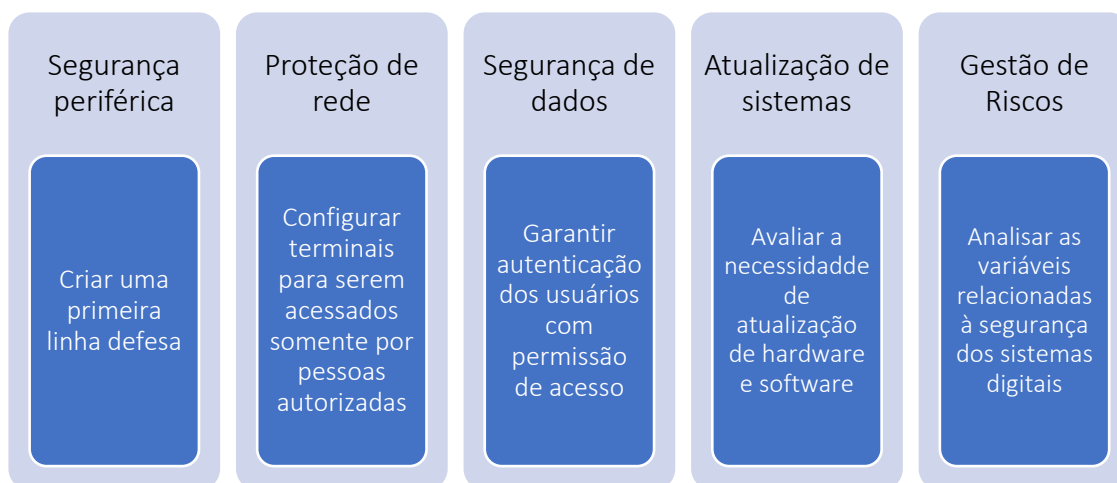 Segurança
periférica
Criar uma
primeira
linha defesa
Proteção de
rede
Configurar
terminais
para serem
acessados
somente por
pessoas
autorizadas
Segurança de
dados
Garantir
autenticação
dos usuários
com
permissão
de acesso
Atualização de
sistemas
Avaliar a
necessidadde
de
atualização
de hardware
e software
Gestão de
Riscos
Analisar as
variáveis
relacionadas
à segurança
dos sistemas
digitais